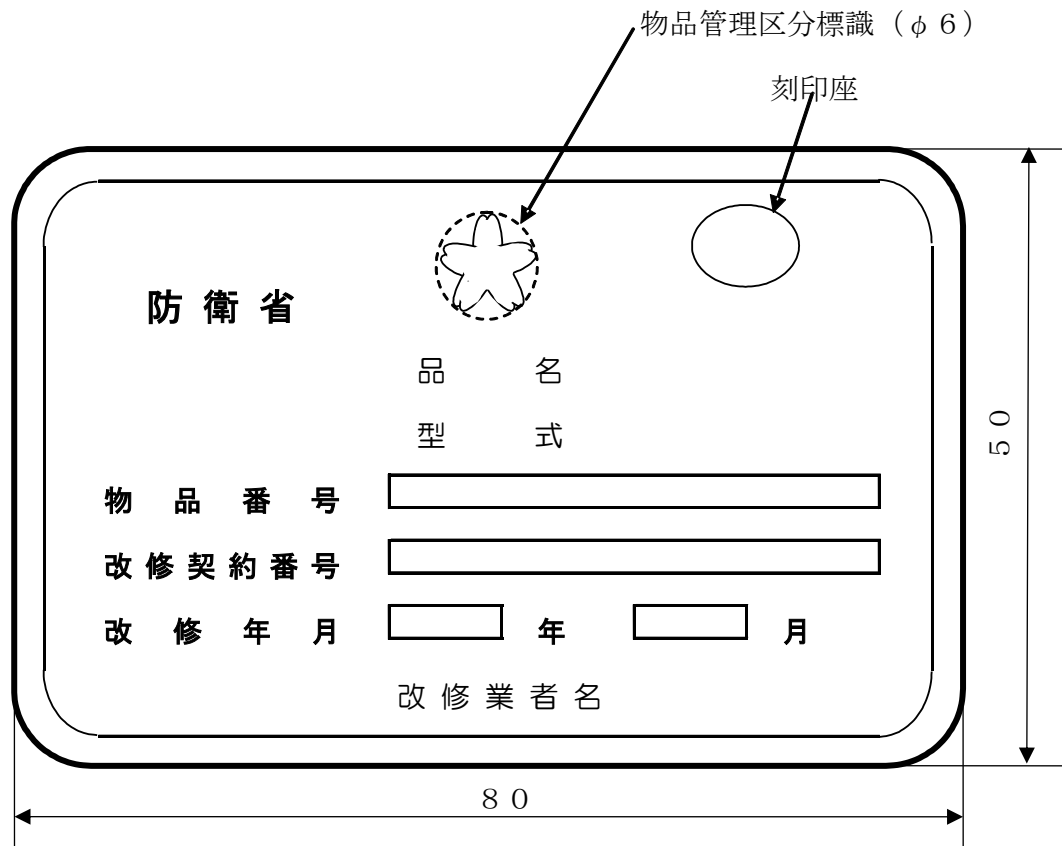 物品管理区分標識（φ６）
刻印座
防衛省
品名
型式
５０
物品番号
改修契約番号
改修年月 年 月
改修業者名
８０